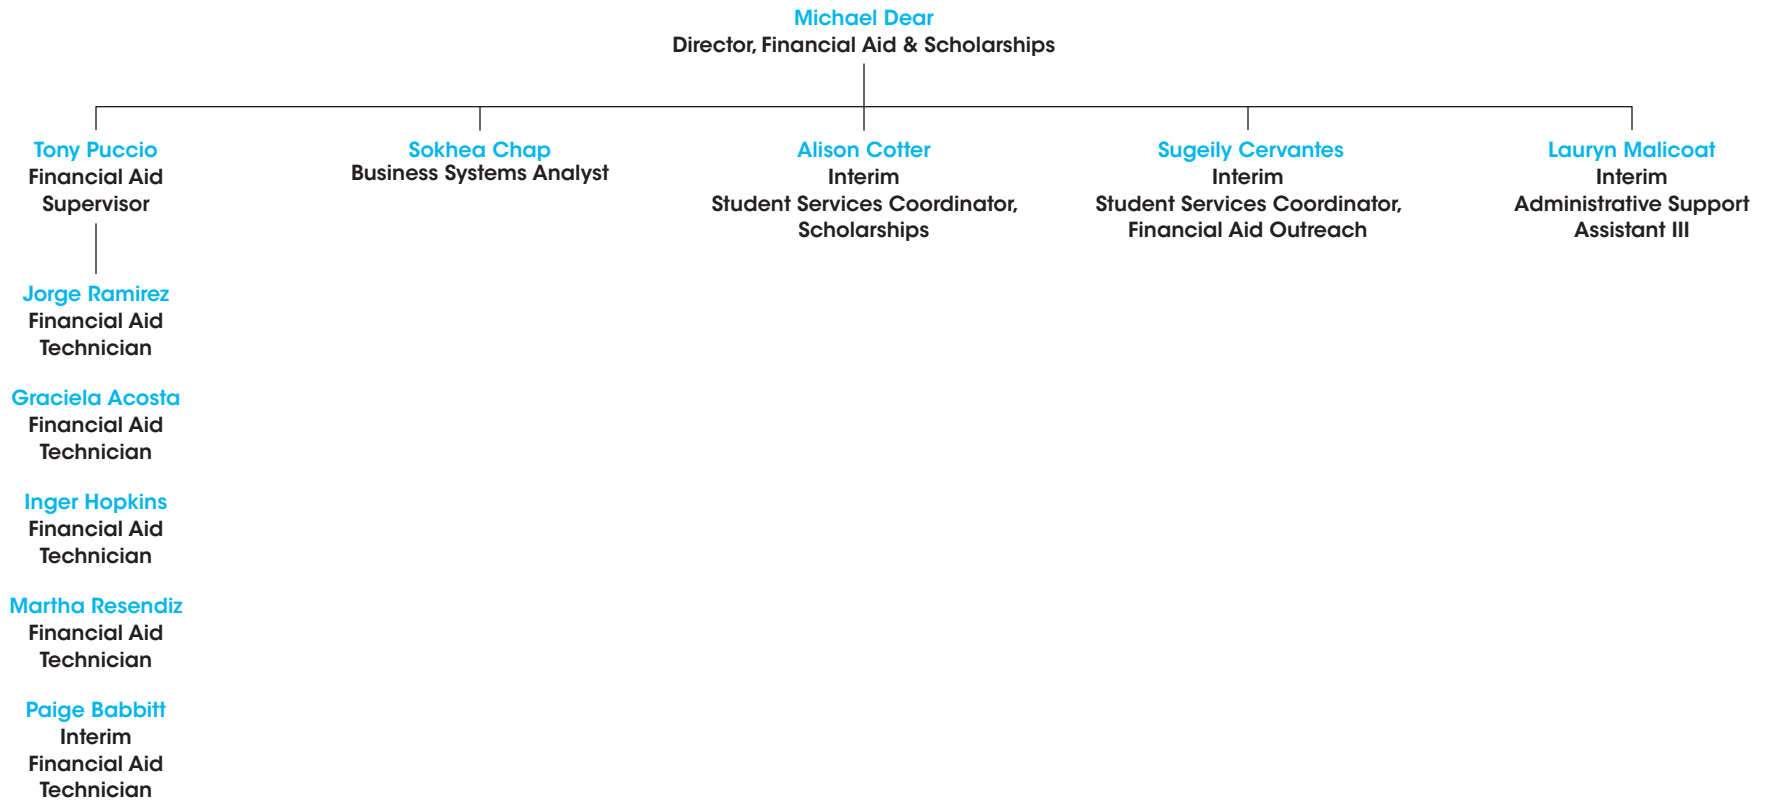 Michael Dear
Director, Financial Aid & Scholarships
Tony Puccio
Financial Aid
Supervisor
Sokhea Chap
Business Systems Analyst
Alison Cotter
Interim
Student Services Coordinator,
Scholarships
Sugeily Cervantes
Interim
Student Services Coordinator,
Financial Aid Outreach
Lauryn Malicoat
Interim
Administrative Support
Assistant III
Jorge Ramirez
Financial Aid
Technician
Graciela Acosta
Financial Aid
Technician
Inger Hopkins
Financial Aid
Technician
Martha Resendiz
Financial Aid
Technician
Paige Babbitt
Interim
Financial Aid
Technician